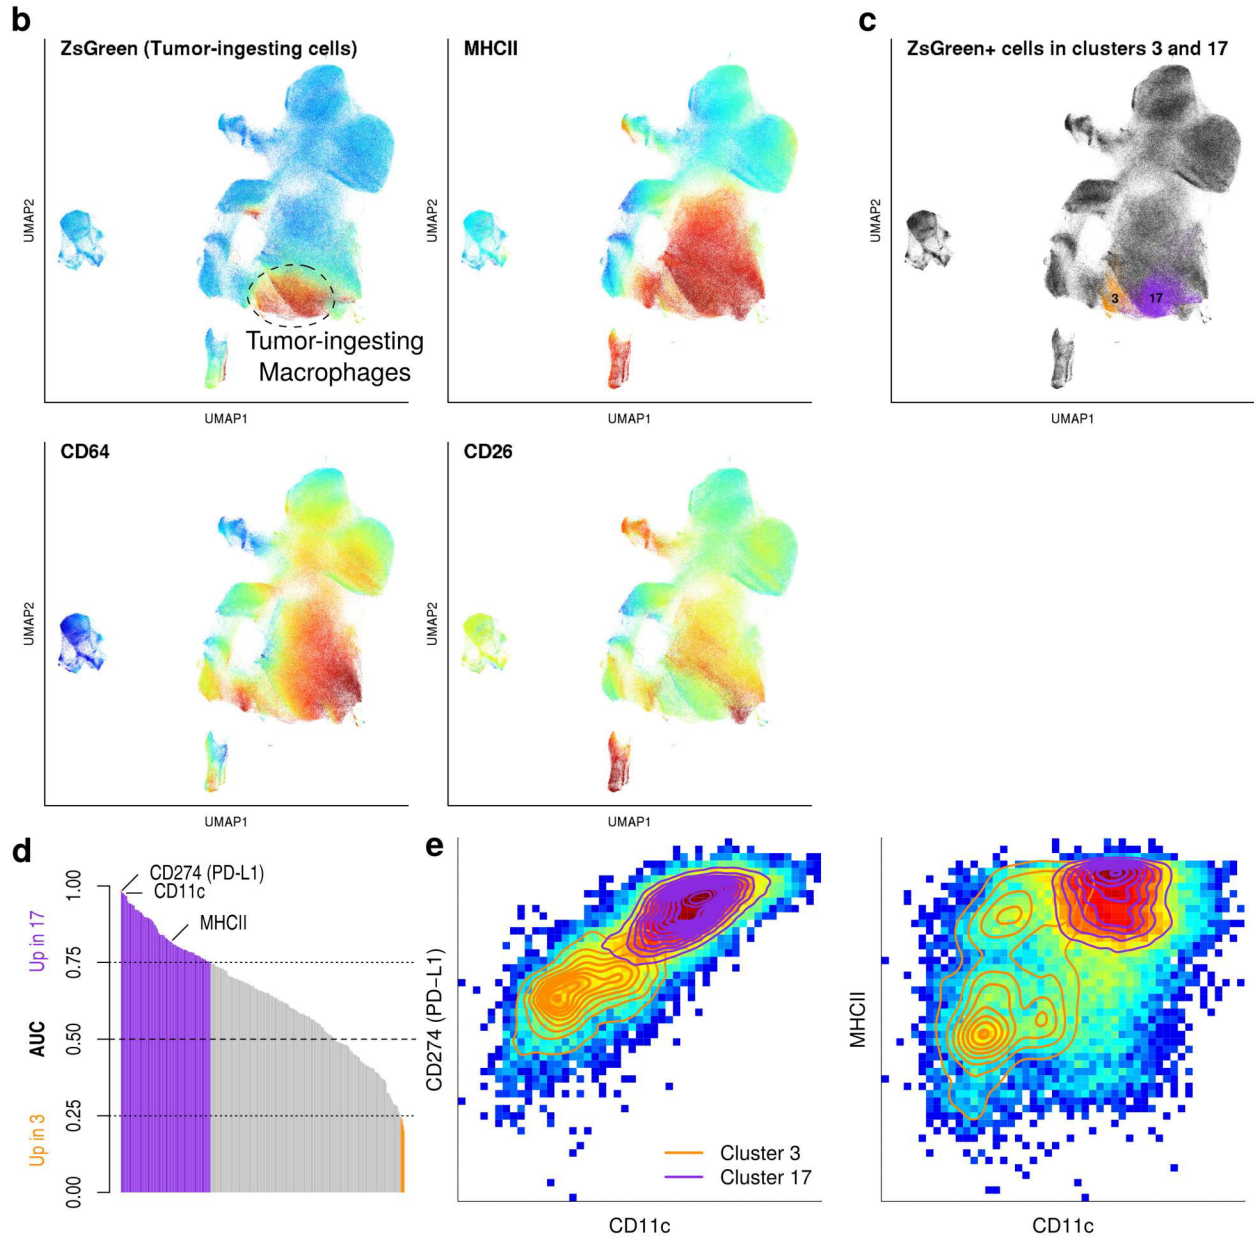 b
ZsGreen (Tumor-ingesting cells)
UMAP2
Tumor-ingesting
Macrophages
UMAP1
MHCII
UMAP2
UMAP1
c
ZsGreen+ cells in clusters 3 and 17
UMAP2
3
17
UMAP1
CD64
UMAP2
UMAP1
CD26
UMAP2
UMAP1
d
Up in 17
AUC
Up in 3
1.00
0.75
0.50
0.25
0.00
CD274 (PD-L1)
CD11c
MHCII
e
CD274 (PD-L1)
Cluster 3
Cluster 17
CD11c
MHCII
CD11c